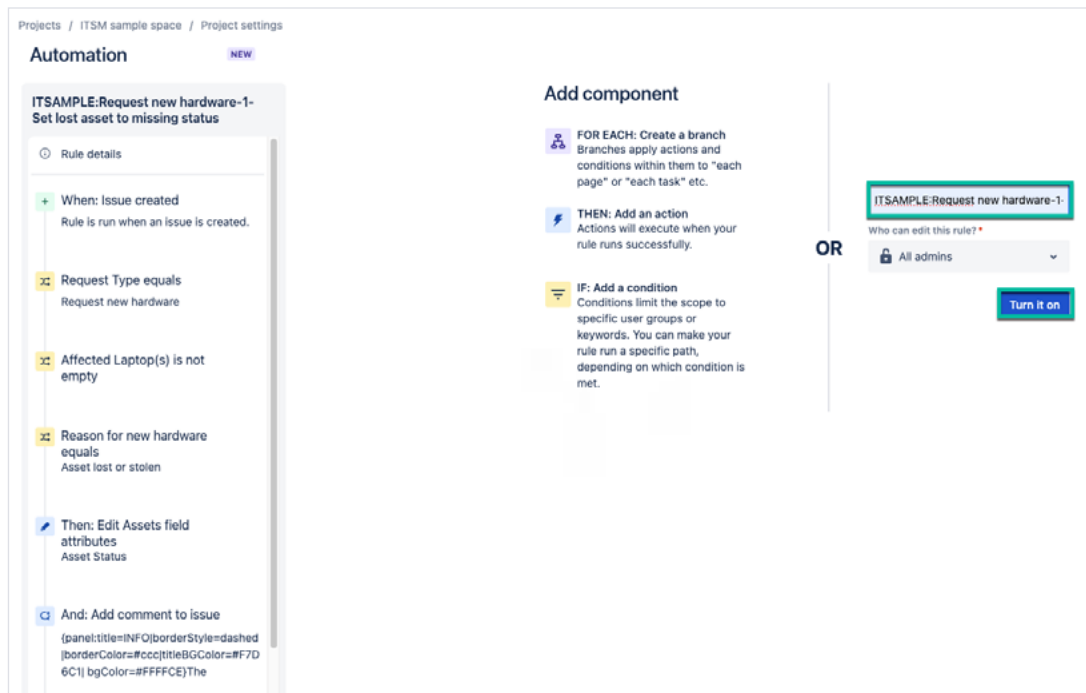 Projects / ITSM sample space / Project settings
Automation
NEW
ITSAMPLE:Request new hardware-1-
Set lost asset to missing status
Rule details
When: Issue created
Rule is run when an issue is created.
Request Type equals
Request new hardware
Affected Laptop(s) is not
empty
Reason for new hardware
equals
Asset lost or stolen
Then: Edit Assets field
attributes
Asset Status
And: Add comment to issue
{panel:title=INFO|borderStyle=dashed
|borderColor=#ccc|titleBGColor=#F7D
6C1| bgColor=#FFFFCE}The
Add component
FOR EACH: Create a branch
Branches apply actions and
conditions within them to "each
page" or "each task" etc.
THEN: Add an action
Actions will execute when your
rule runs successfully.
IF: Add a condition
Conditions limit the scope to
specific user groups or
keywords. You can make your
rule run a specific path,
depending on which condition is
met.
OR
ITSAMPLE:Request new hardware-1-
Who can edit this rule? *
All admins
Turn it on